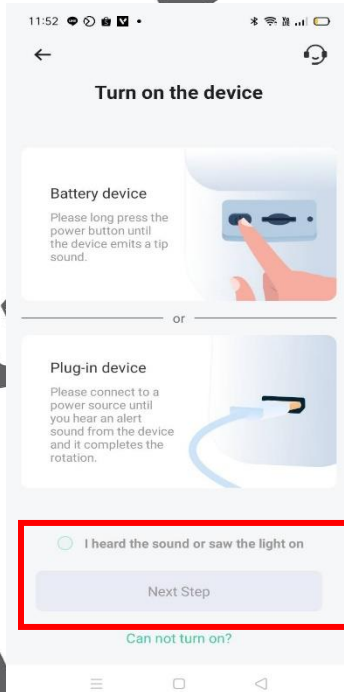 11:52
Turn on the device
Battery device
Please long press the
power button until
the device emits a tip
sound.
or
Plug-in device
Please connect to a
power source until
you hear an alert
sound from the device
and it completes the
rotation.
I heard the sound or saw the light on
Next Step
Can not turn on?